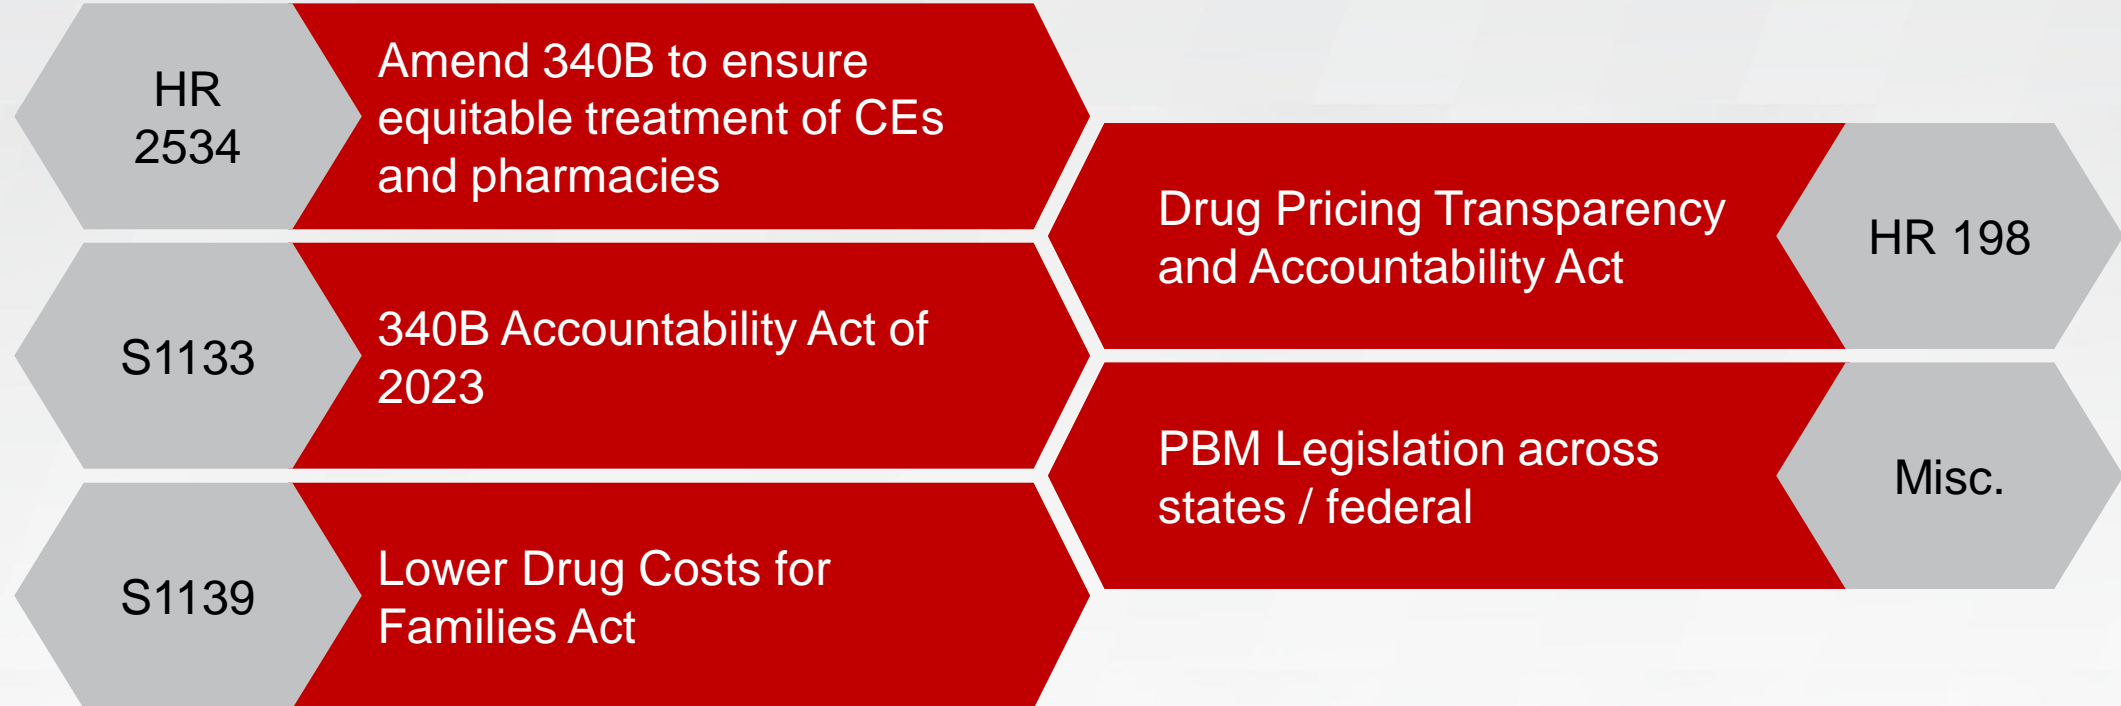 HR
2534
Amend 340B to ensure
equitable treatment of CEs
and pharmacies
Drug Pricing Transparency
and Accountability Act
HR 198
S1133
340B Accountability Act of
2023
PBM Legislation across
states / federal
Misc.
S1139
Lower Drug Costs for
Families Act